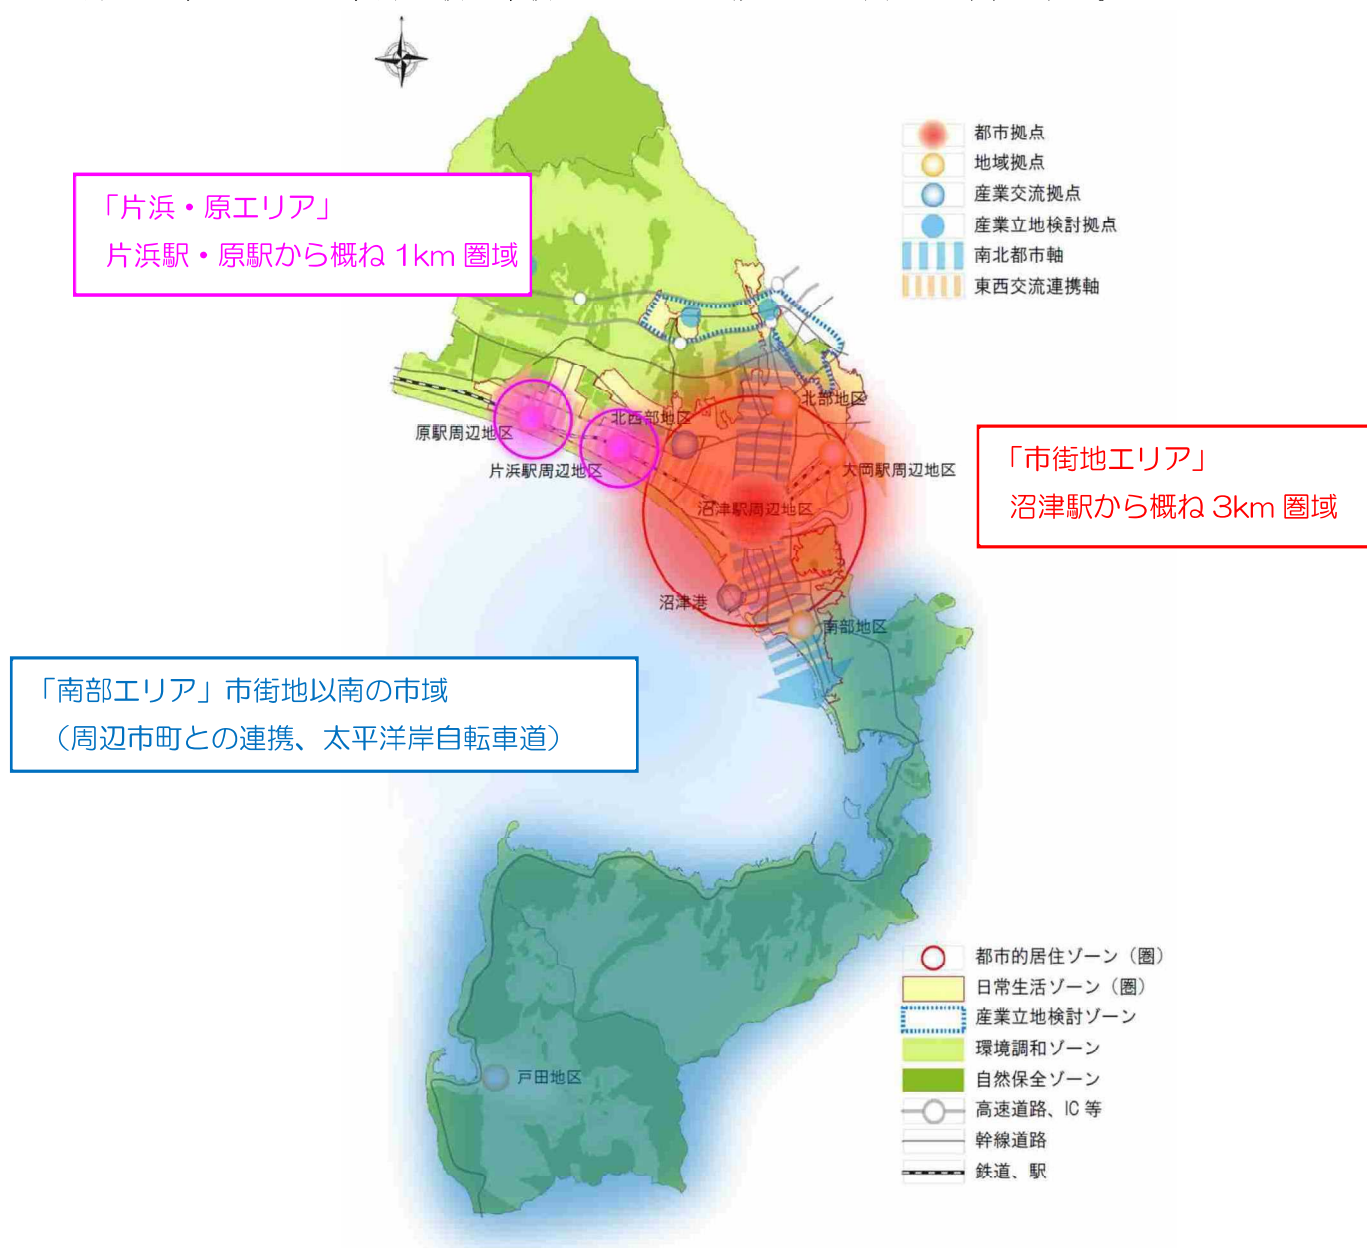 都市拠点
地域拠点
産業交流拠点
産業立地検討拠点
南北都市軸
東西交流連携軸
「片浜・原エリア」
片浜駅・原駅から概ね 1km 圏域
北部地区
北西部地区
原駅周辺地区
片浜駅周辺地区
大岡駅周辺地区
「市街地エリア」
沼津駅から概ね 3km 圏域
沼津駅周辺地区
沼津港
南部地区
「南部エリア」市街地以南の市域
（周辺市町との連携、太平洋岸自転車道）
戸田地区
都市的居住ゾーン（圏）
日常生活ゾーン（圏）
産業立地検討ゾーン
環境調和ゾーン
自然保全ゾーン
高速道路、IC 等
幹線道路
鉄道、駅